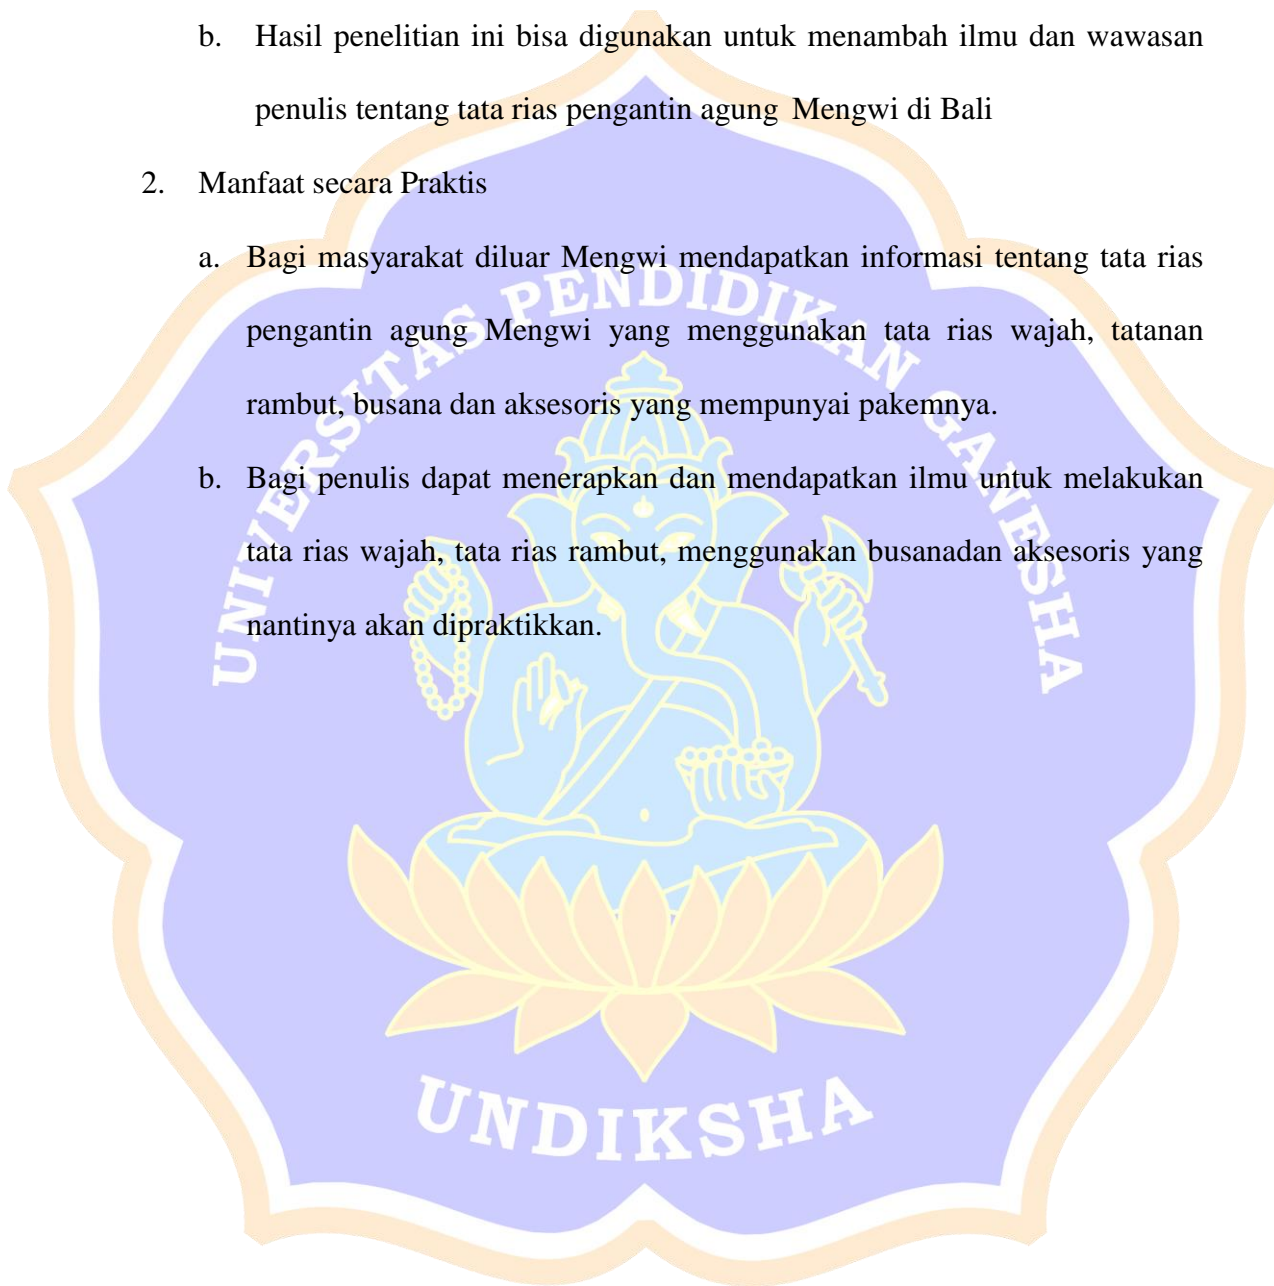 b. Hasil penelitian ini bisa digunakan untuk menambah ilmu dan wawasan
penulis tentang tata rias pengantin agung Mengwi di Bali
2. Manfaat secara Praktis
a. Bagi masyarakat diluar Mengwi mendapatkan informasi tentang tata rias
pengantin agung Mengwi yang menggunakan tata rias wajah, tatanan
rambut, busana dan aksesoris yang mempunyai pakemnya.
b. Bagi penulis dapat menerapkan dan mendapatkan ilmu untuk melakukan
tata rias wajah, tata rias rambut, menggunakan busanadan aksesoris yang
nantinya akan dipraktikkan.
UNIVERSITAS PENDIDIKAN GANESHA
UNDIKSHA